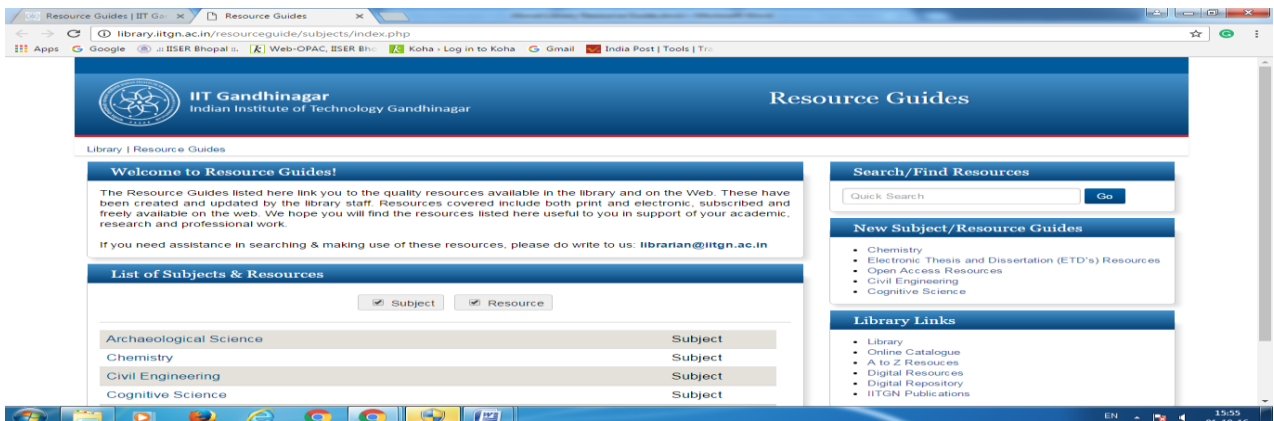 Resource Guides | IIT Ga
Resource Guides
library.iitgn.ac.in/resourceguide/subjects/index.php
Apps Google .:: IISER Bhopal ::. Web-OPAC, IISER Bho Koha › Log in to Koha Gmail India Post | Tools | Tra
IIT Gandhinagar
Indian Institute of Technology Gandhinagar
Resource Guides
Library | Resource Guides
Welcome to Resource Guides!
The Resource Guides listed here link you to the quality resources available in the library and on the Web. These have
been created and updated by the library staff. Resources covered include both print and electronic, subscribed and
freely available on the web. We hope you will find the resources listed here useful to you in support of your academic,
research and professional work.
If you need assistance in searching & making use of these resources, please do write to us: librarian@iitgn.ac.in
List of Subjects & Resources
Subject Resource
Archaeological Science Subject
Chemistry Subject
Civil Engineering Subject
Cognitive Science Subject
Search/Find Resources
Quick Search Go
New Subject/Resource Guides
Chemistry
Electronic Thesis and Dissertation (ETD's) Resources
Open Access Resources
Civil Engineering
Cognitive Science
Library Links
Library
Online Catalogue
A to Z Resouces
Digital Resources
Digital Repository
IITGN Publications
EN 15:55